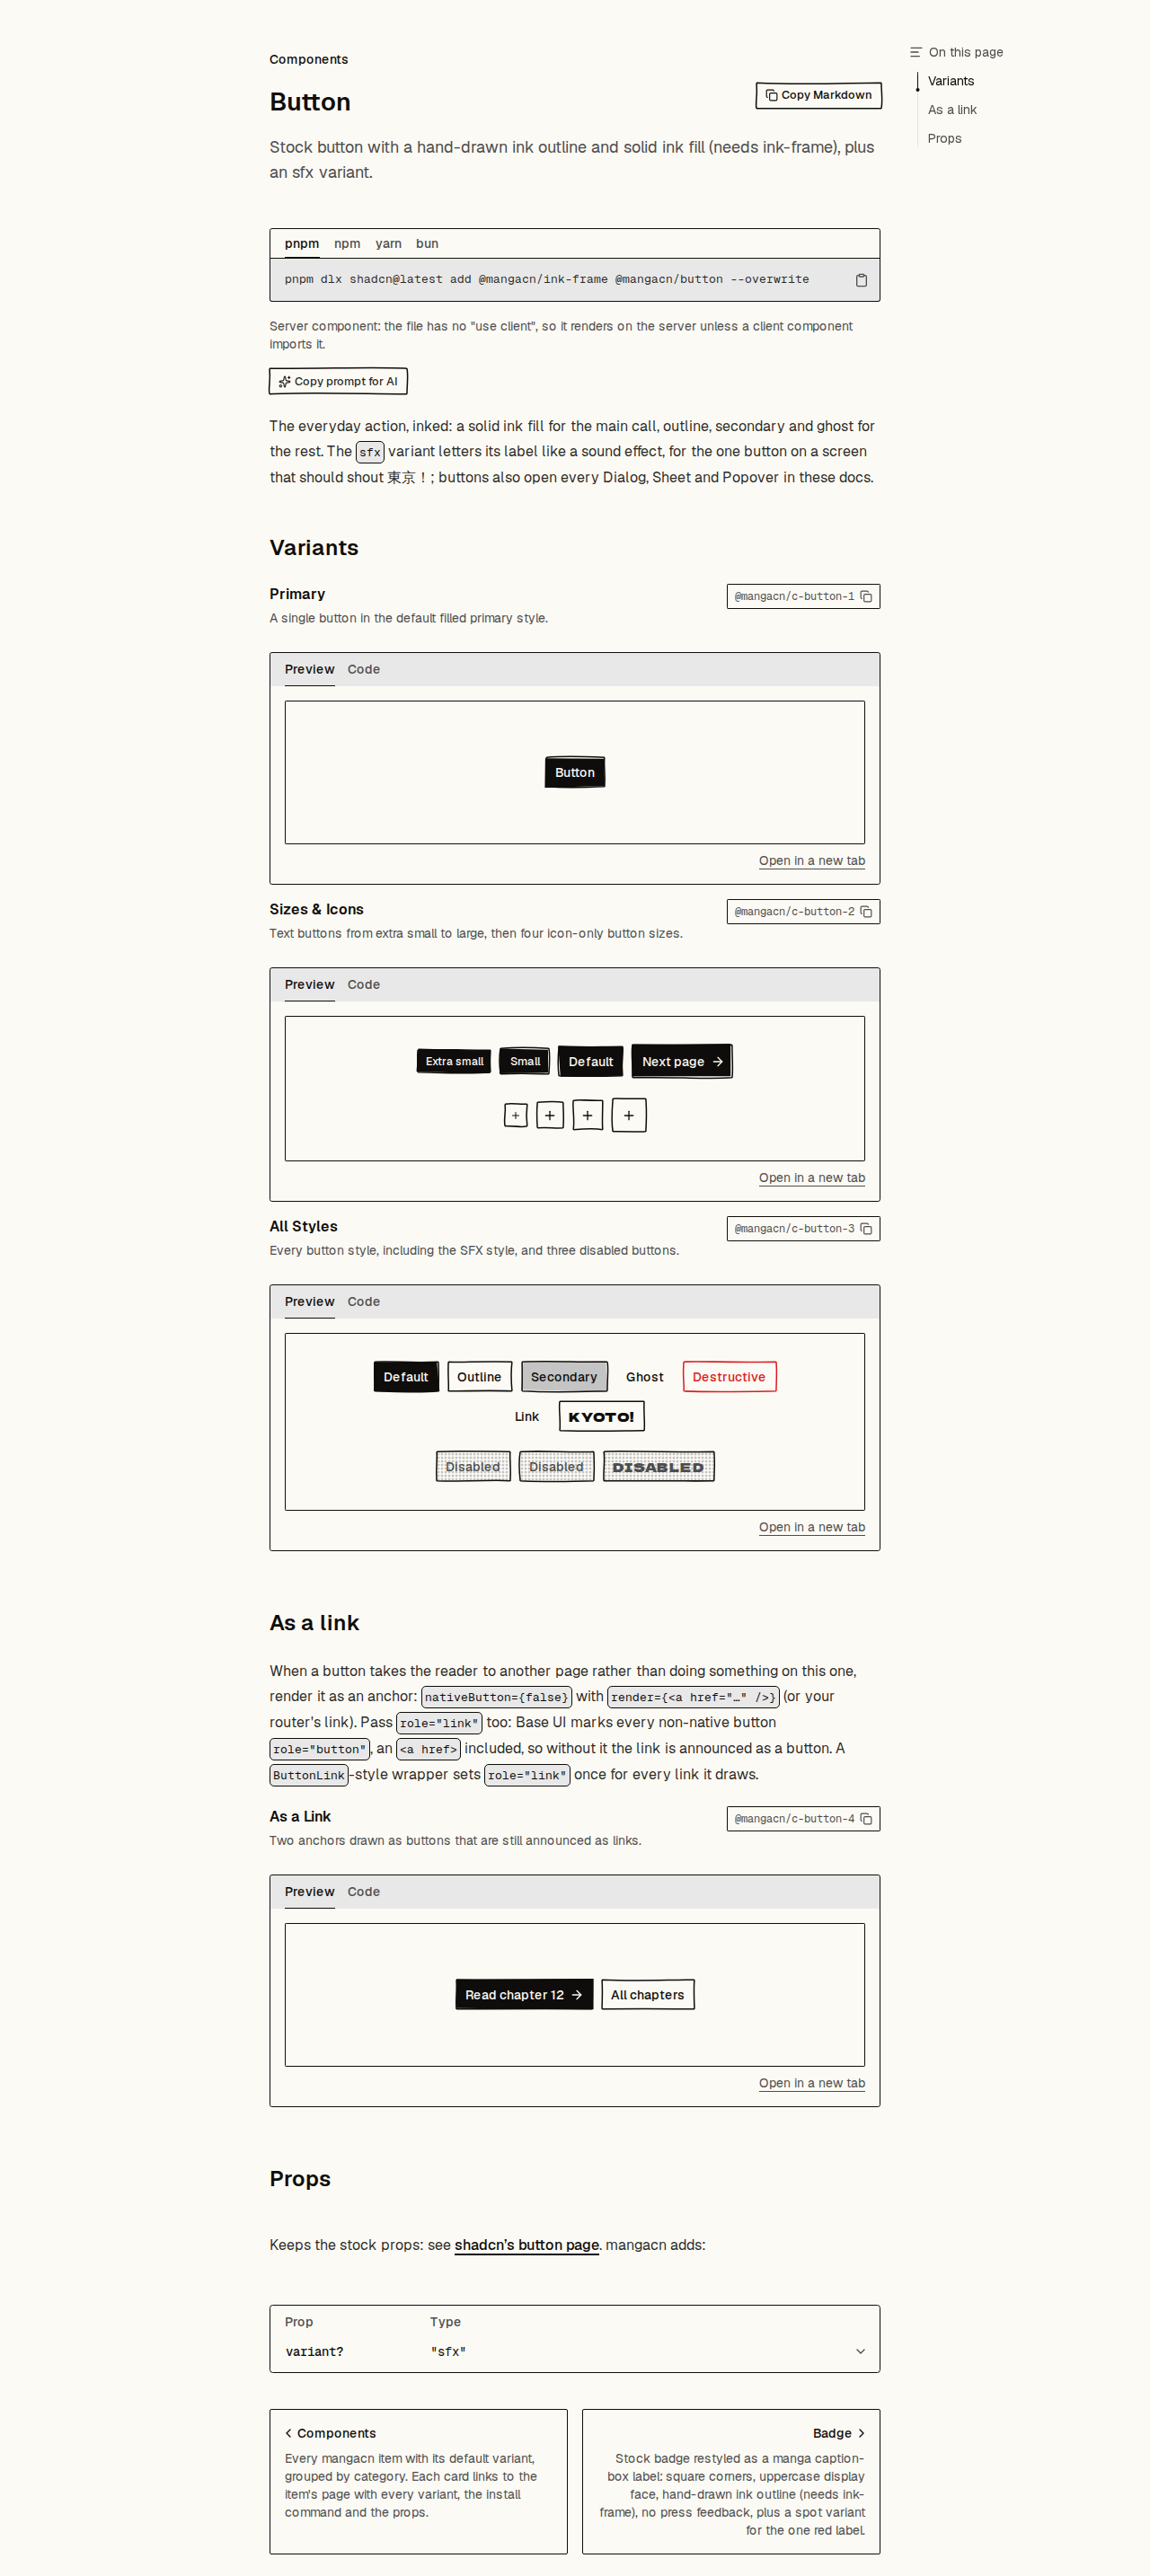 Components
On this page
Button
Copy Markdown
Variants
As a link
Props
Stock button with a hand-drawn ink outline and solid ink fill (needs ink-frame), plus
an sfx variant.
pnpm npm yarn bun
pnpm dlx shadcn@latest add @mangacn/ink-frame @mangacn/button --overwrite
Server component: the file has no "use client", so it renders on the server unless a client component
imports it.
Copy prompt for AI
The everyday action, inked: a solid ink fill for the main call, outline, secondary and ghost for
the rest. The sfx variant letters its label like a sound effect, for the one button on a screen
that should shout 東京！; buttons also open every Dialog, Sheet and Popover in these docs.
Variants
Primary
@mangacn/c-button-1
A single button in the default filled primary style.
Preview Code
Button
Open in a new tab
Sizes & Icons
@mangacn/c-button-2
Text buttons from extra small to large, then four icon-only button sizes.
Preview Code
Extra small Small Default Next page →
+ + + +
Open in a new tab
All Styles
@mangacn/c-button-3
Every button style, including the SFX style, and three disabled buttons.
Preview Code
Default Outline Secondary Ghost Destructive
Link KYOTO!
Disabled Disabled DISABLED
Open in a new tab
As a link
When a button takes the reader to another page rather than doing something on this one,
render it as an anchor: nativeButton={false} with render={<a href="…" />} (or your
router's link). Pass role="link" too: Base UI marks every non-native button
role="button", an <a href> included, so without it the link is announced as a button. A
ButtonLink-style wrapper sets role="link" once for every link it draws.
As a Link
@mangacn/c-button-4
Two anchors drawn as buttons that are still announced as links.
Preview Code
Read chapter 12 → All chapters
Open in a new tab
Props
Keeps the stock props: see shadcn's button page. mangacn adds:
Prop Type
variant? "sfx"
Components
Every mangacn item with its default variant,
grouped by category. Each card links to the
item's page with every variant, the install
command and the props.
Badge
Stock badge restyled as a manga caption-
box label: square corners, uppercase display
face, hand-drawn ink outline (needs ink-
frame), no press feedback, plus a spot variant
for the one red label.